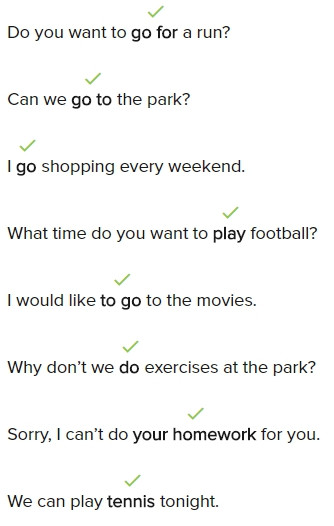 Do you want to go for a run?
Can we go to the park?
I go shopping every weekend.
What time do you want to play football?
I would like to go to the movies.
Why don't we do exercises at the park?
Sorry, I can't do your homework for you.
We can play tennis tonight.